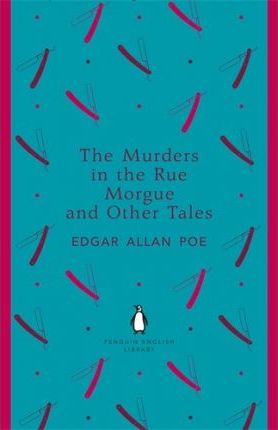 The Murders
in the Rue
Morgue
and Other Tales
EDGAR ALLAN POE
PENGUIN ENGLISH
LIBRARY